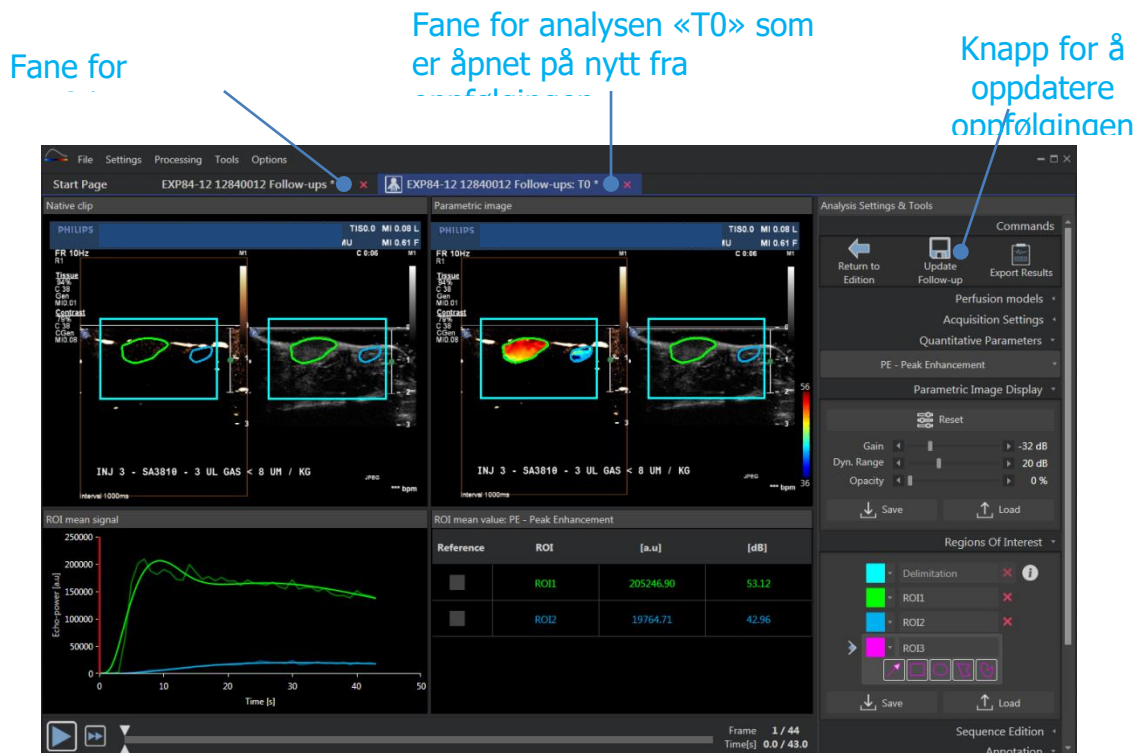 Fane for
Fane for analysen «T0» som
er åpnet på nytt fra
oppfølgingen
Knapp for å
oppdatere
oppfølgingen
File Settings Processing Tools Options
Start Page EXP84-12 12840012 Follow-ups * EXP84-12 12840012 Follow-ups: T0 *
Native clip
PHILIPS TIS0.0 MI 0.08 L
MI 0.61 F
FR 10Hz M1 C 0:06 M1
R1
Tissue
94%
C 38
Gen
MI0.01
Contrast
79%
C 38
CGen
MI0.08
INJ 3 - SA3810 - 3 UL GAS < 8 UM / KG
JPEG
*** bpm
Interval 1000ms
Parametric image
PHILIPS TIS0.0 MI 0.08 L
MI 0.61 F
FR 10Hz M1 C 0:06 M1
R1
Tissue
94%
C 38
Gen
MI0.01
Contrast
79%
C 38
CGen
MI0.08
56
INJ 3 - SA3810 - 3 UL GAS < 8 UM / KG
JPEG
*** bpm 36
Interval 1000ms
ROI mean signal
250000
200000
150000
100000
50000
0
Echo-power [a.u]
0 10 20 30 40 50
Time [s]
ROI mean value: PE - Peak Enhancement
Reference ROI [a.u] [dB]
ROI1 205246.90 53.12
ROI2 19764.71 42.96
Analysis Settings & Tools
Commands
Return to
Edition
Update
Follow-up
Export Results
Perfusion models
Acquisition Settings
Quantitative Parameters
PE - Peak Enhancement
Parametric Image Display
Reset
Gain -32 dB
Dyn. Range 20 dB
Opacity 0 %
Save Load
Regions Of Interest
Delimitation
ROI1
ROI2
ROI3
Save Load
Sequence Edition
Annotation
Frame 1 / 44
Time[s] 0.0 / 43.0